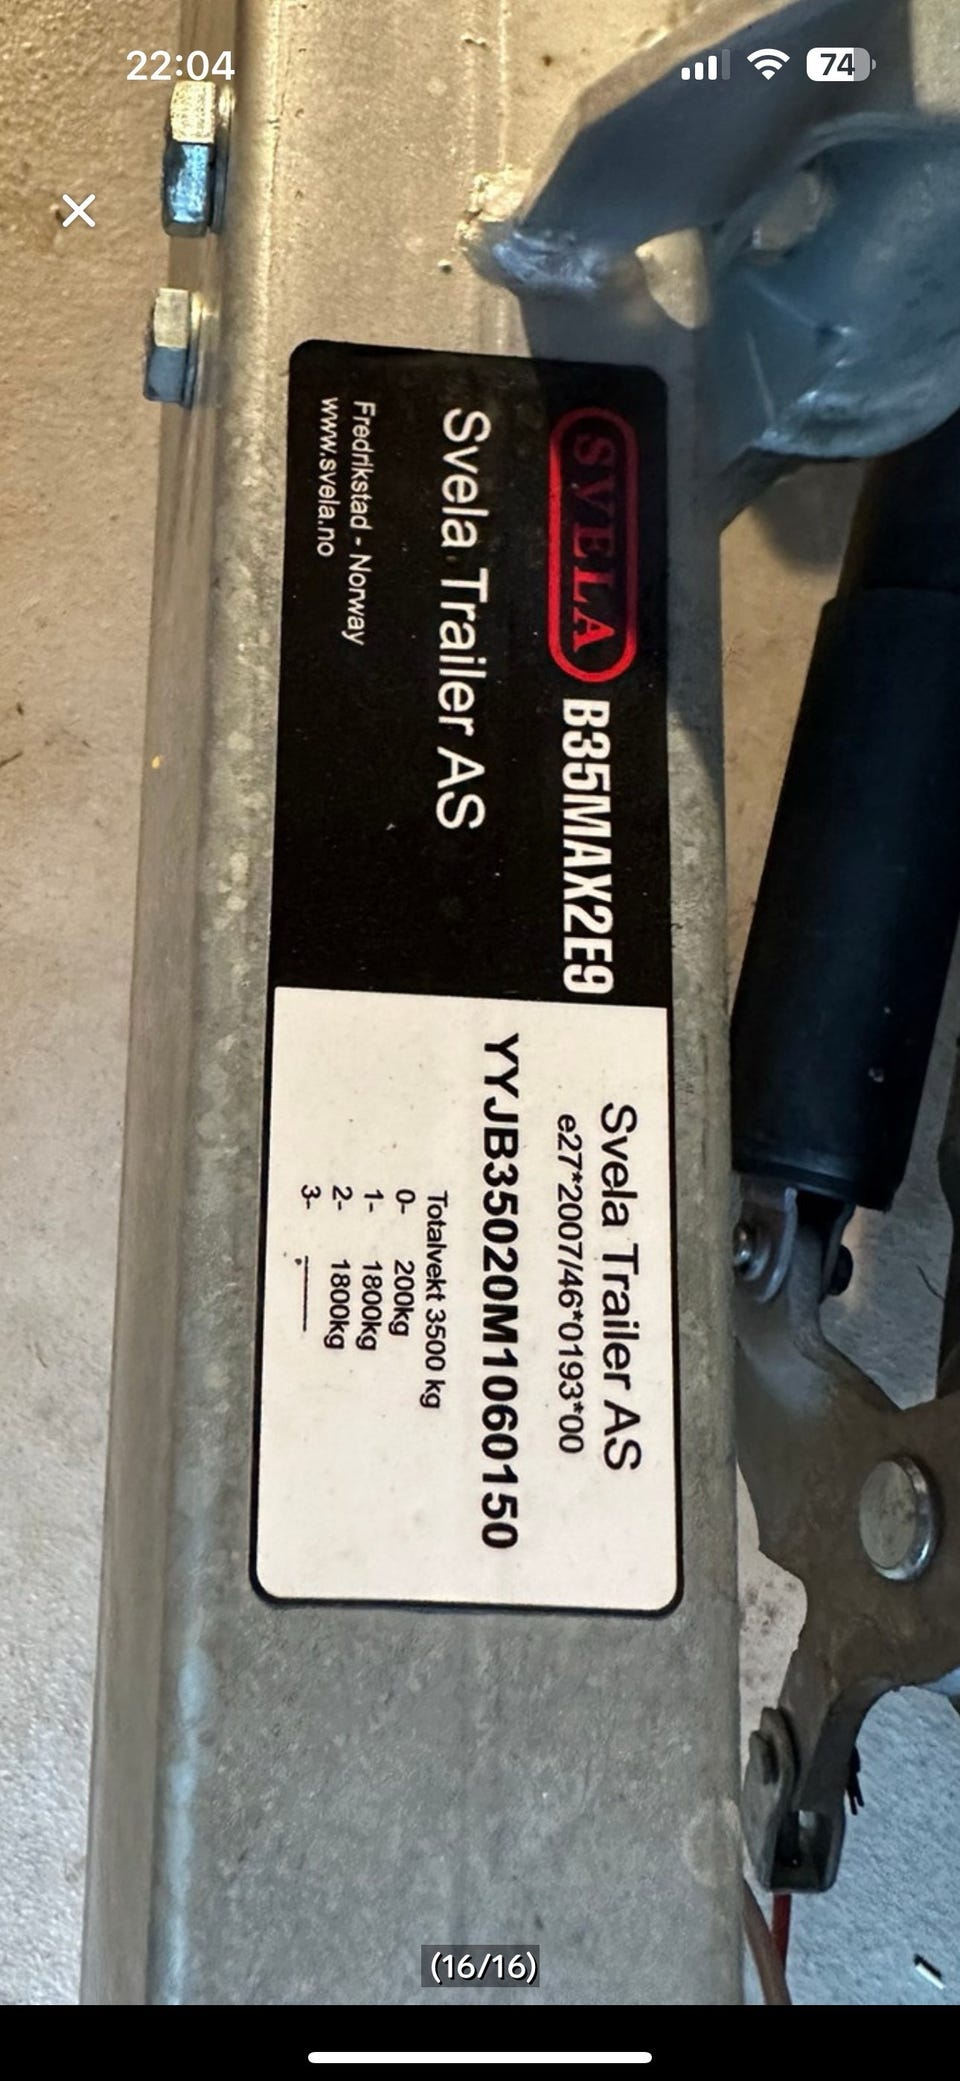 22:04
74
SVELA B35MAX2E9
Svela Trailer AS
Fredrikstad - Norway
www.svela.no
Svela Trailer AS
e27*2007/46*0193*00
YYJB35020M1060150
Totalvekt 3500 kg
0- 200kg
1- 1800kg
2- 1800kg
3- ———
(16/16)